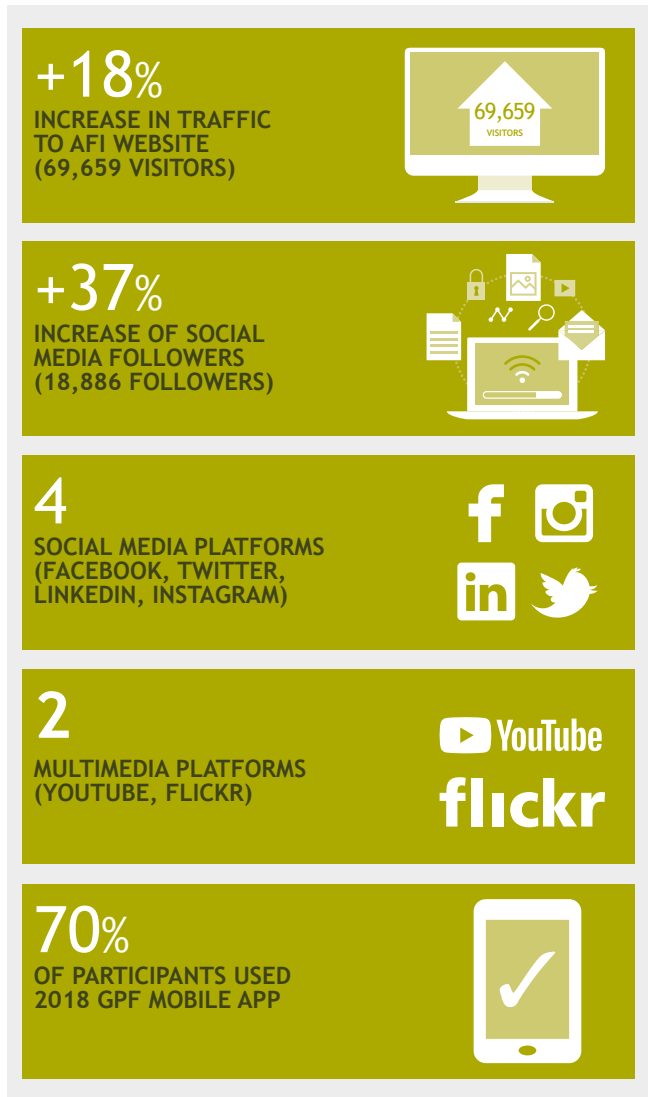 +18%
INCREASE IN TRAFFIC
TO AFI WEBSITE
(69,659 VISITORS)
69,659
VISITORS
+37%
INCREASE OF SOCIAL
MEDIA FOLLOWERS
(18,886 FOLLOWERS)
4
SOCIAL MEDIA PLATFORMS
(FACEBOOK, TWITTER,
LINKEDIN, INSTAGRAM)
f
in
2
MULTIMEDIA PLATFORMS
(YOUTUBE, FLICKR)
YouTube
flickr
70%
OF PARTICIPANTS USED
2018 GPF MOBILE APP